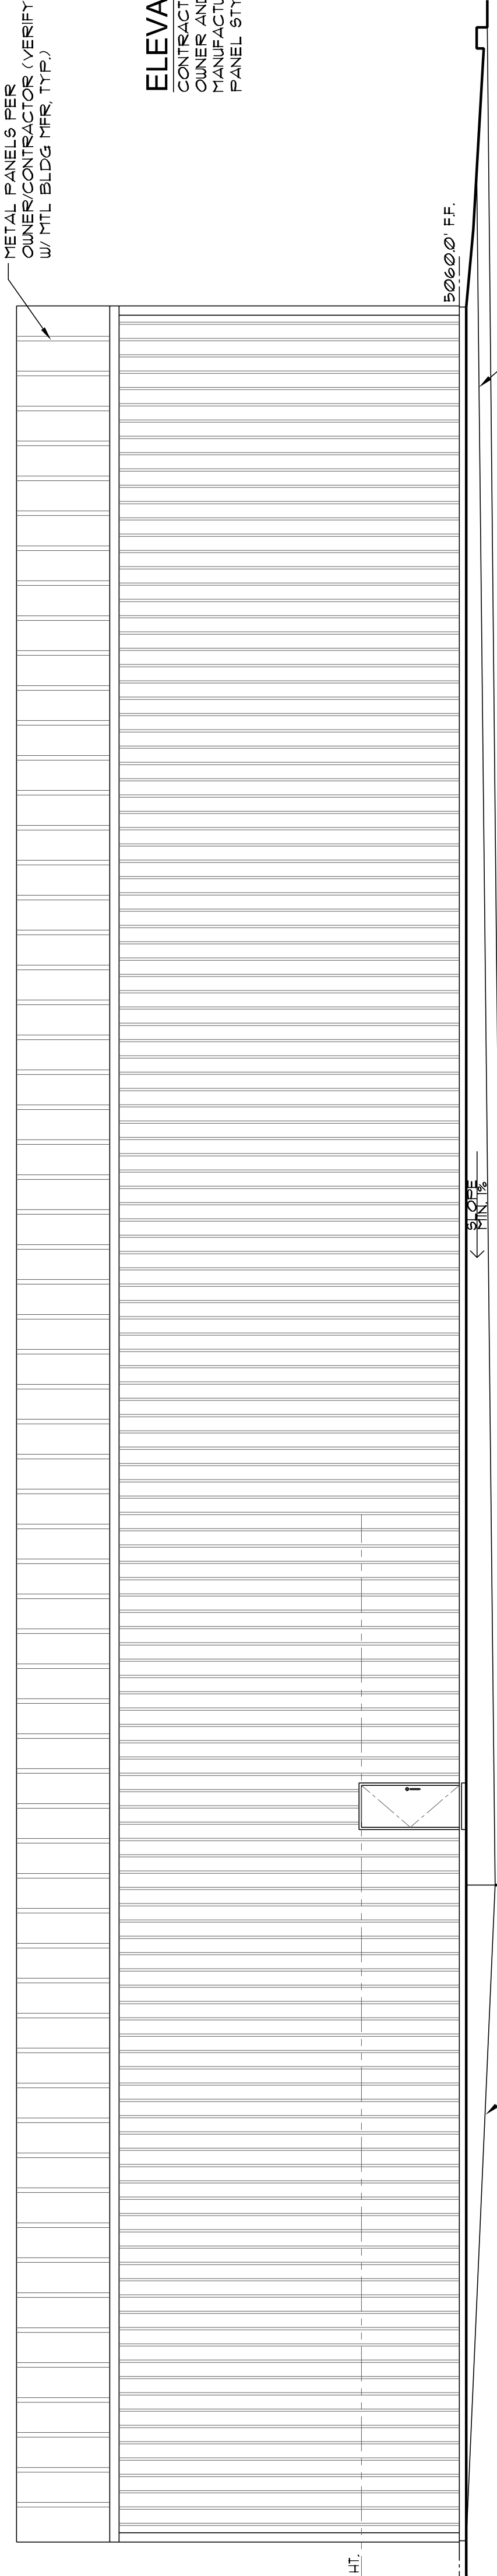 METAL PANELS PER
OWNER/CONTRACTOR (VERIFY
W/ MTL BLDG MFR, TYP.)
ELEVA
CONTRACT
OWNER AND
MANUFACTU
PANEL STY
5060.0' F.F.
SLOPE
MIN. 1%
HT.